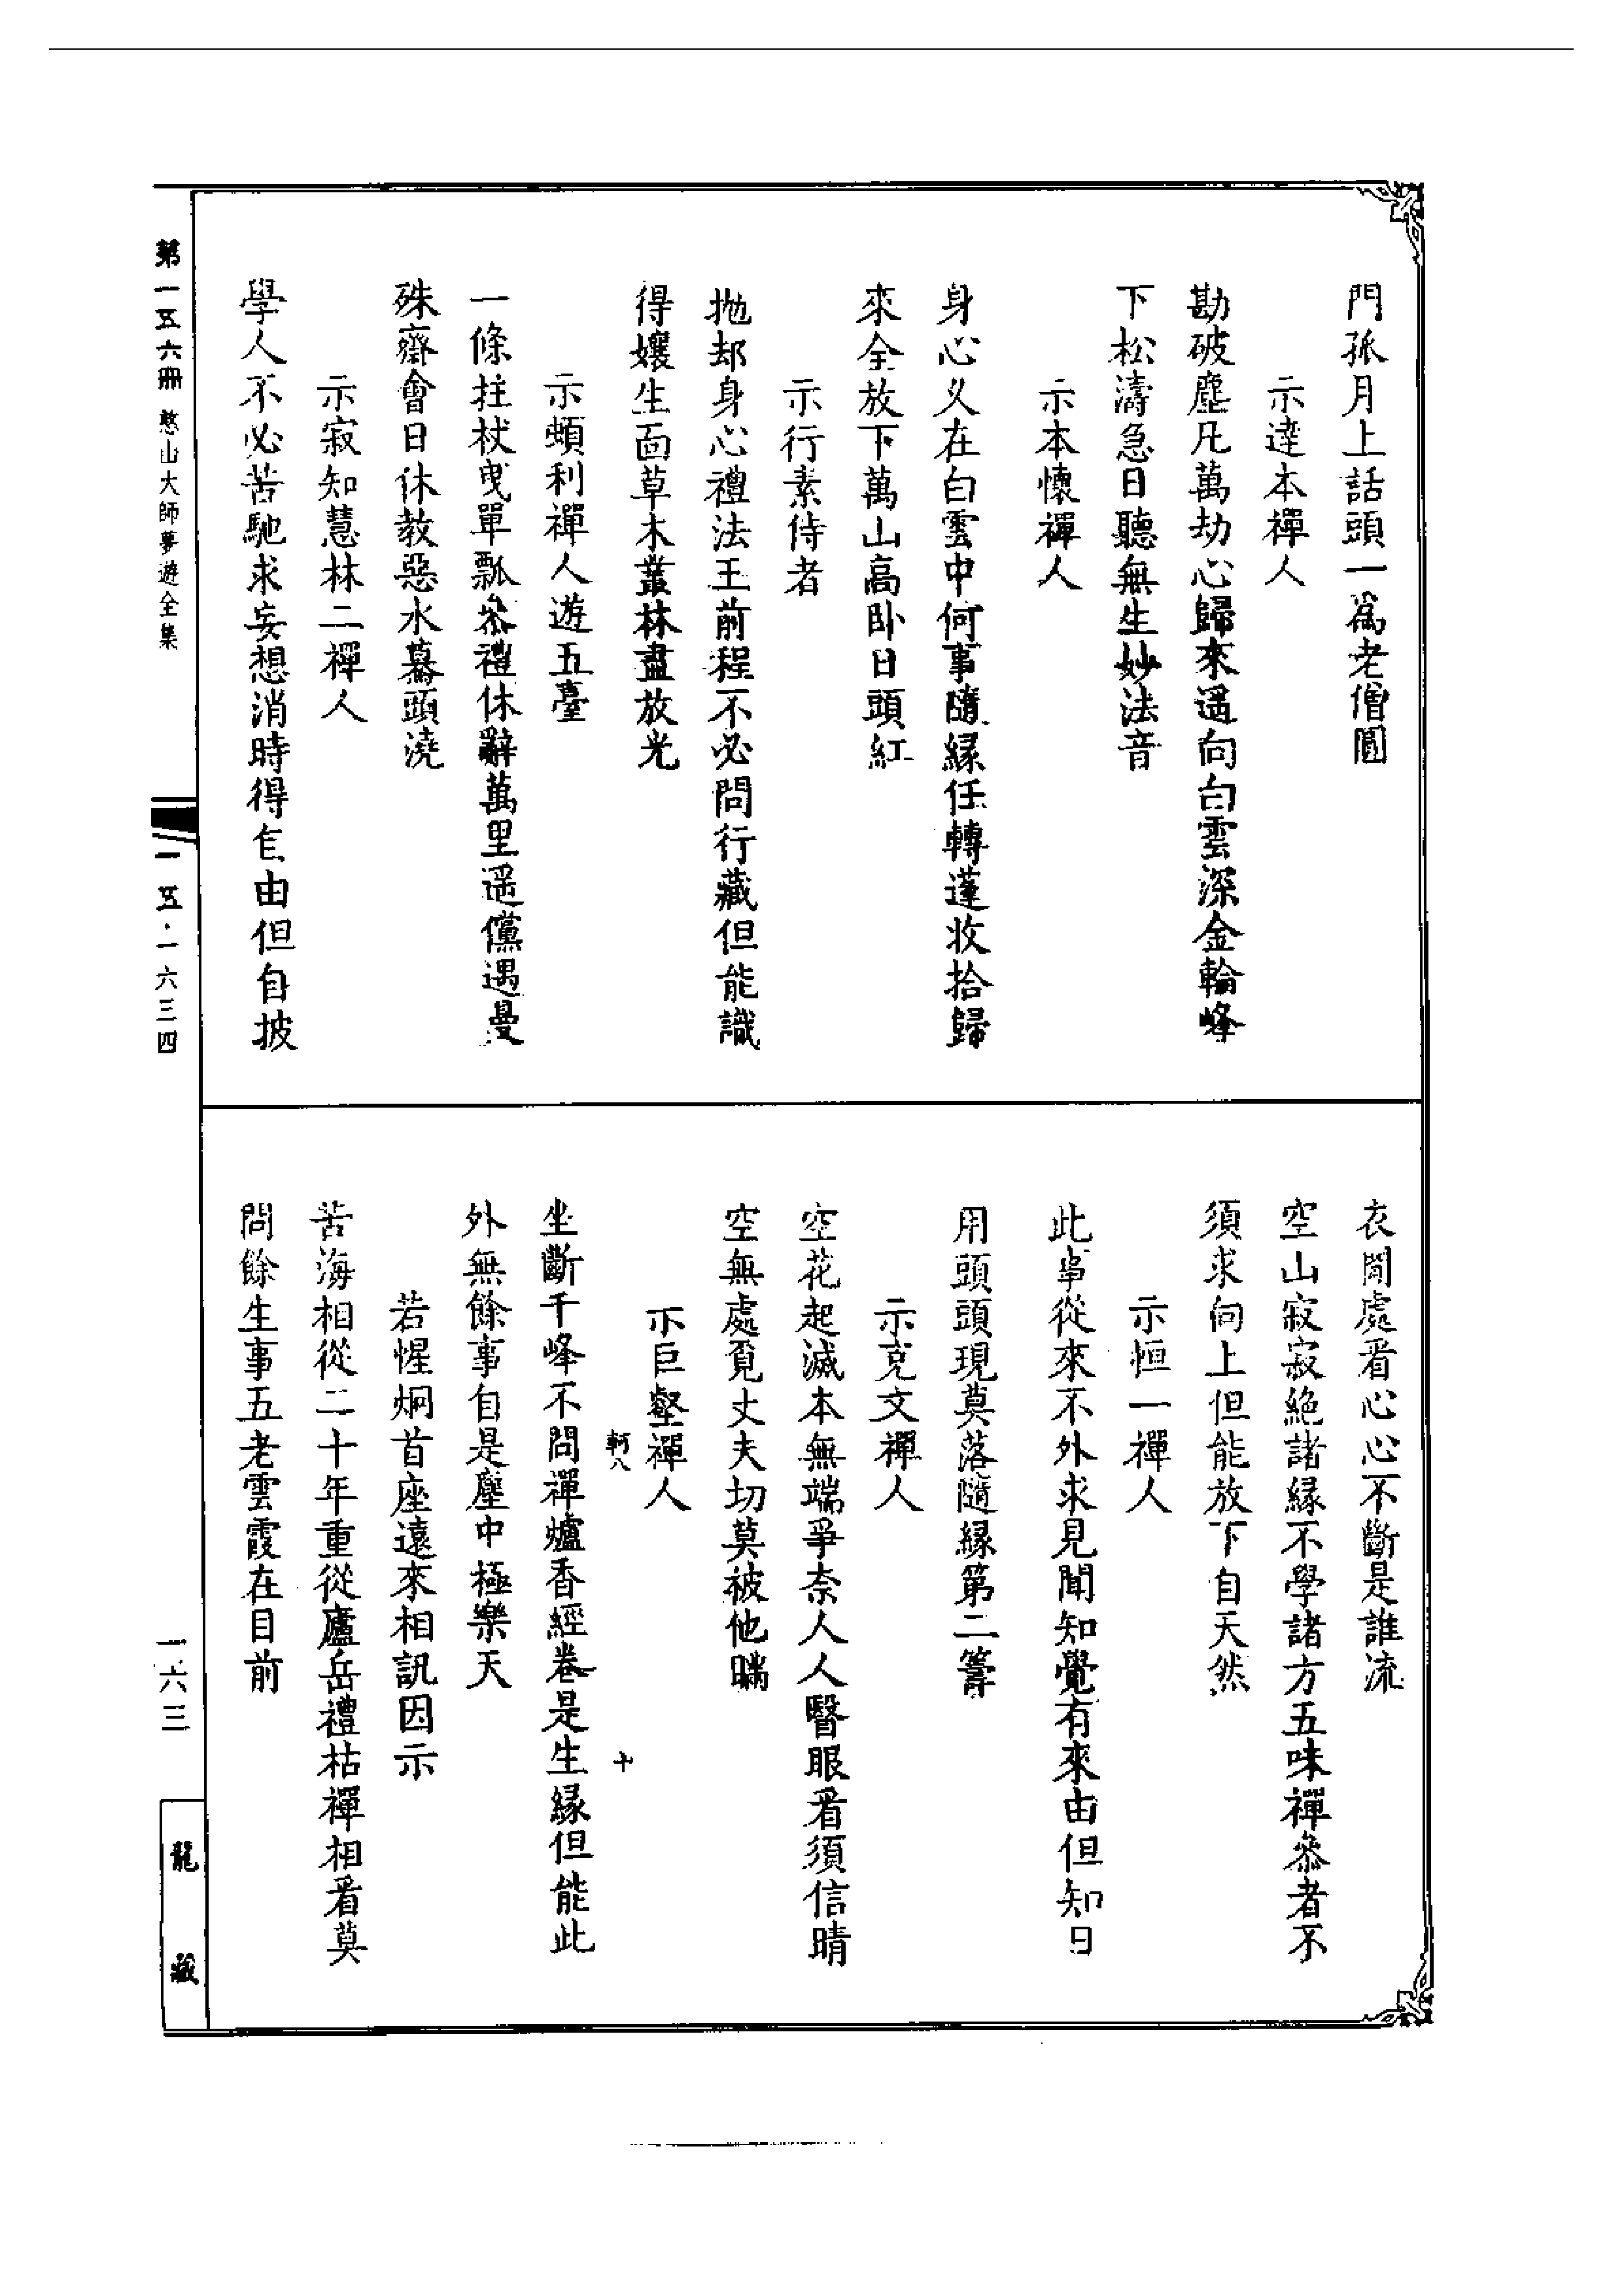 門孤月上話頭一爲老僧圓
示達本禪人
勘破塵凡萬劫心歸來遥向白雲深金輪峰
下松濤急日聽無生妙法音
示本懷禪人
身心久在白雲中何事隨緣任轉蓬收拾歸
來全放下萬山高卧日頭紅
示行素侍者
抛却身心禮法王前程不必問行藏但能識
得孃生面草木叢林盡放光
示頓利禪人遊五臺
一條拄杖曳單瓢叅禮休辭萬里遥儻遇曼
殊齋會日休教惡水驀頭澆
示寂知慧林二禪人
學人不必苦馳求妄想消時得自由但自披
衣閒處看心心不斷是誰流
空山寂寂絶諸緣不學諸方五味禪叅者不
須求向上但能放下自天然
示恒一禪人
此事從來不外求見聞知覺有來由但知日
用頭頭現莫落隨緣第二籌
示克文禪人
空花起滅本無端爭奈人人瞖眼看須信晴
空無處覓丈夫切莫被他瞞
示巨壑禪人
軻八 十
坐斷千峰不問禪爐香經卷是生緣但能此
外無餘事自是塵中極樂天
若惺炯首座遠來相訊因示
苦海相從二十年重從廬岳禮枯禪相看莫
問餘生事五老雲霞在目前
第一五六冊 憨山大師夢遊全集
一五·一六三四
一六三
龍藏